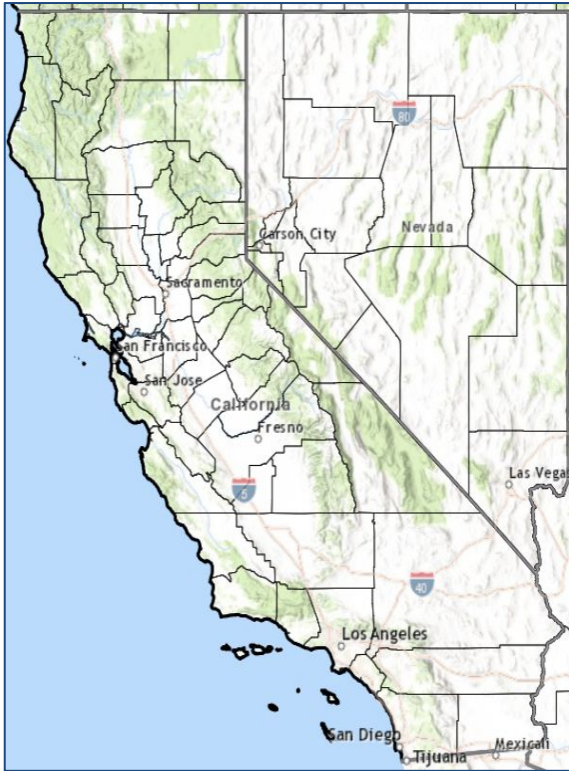 80
Carson City
Nevada
Sacramento
San Francisco
San Jose
California
Fresno
Las Vegas
5
40
Los Angeles
San Diego
Tijuana
Mexicali